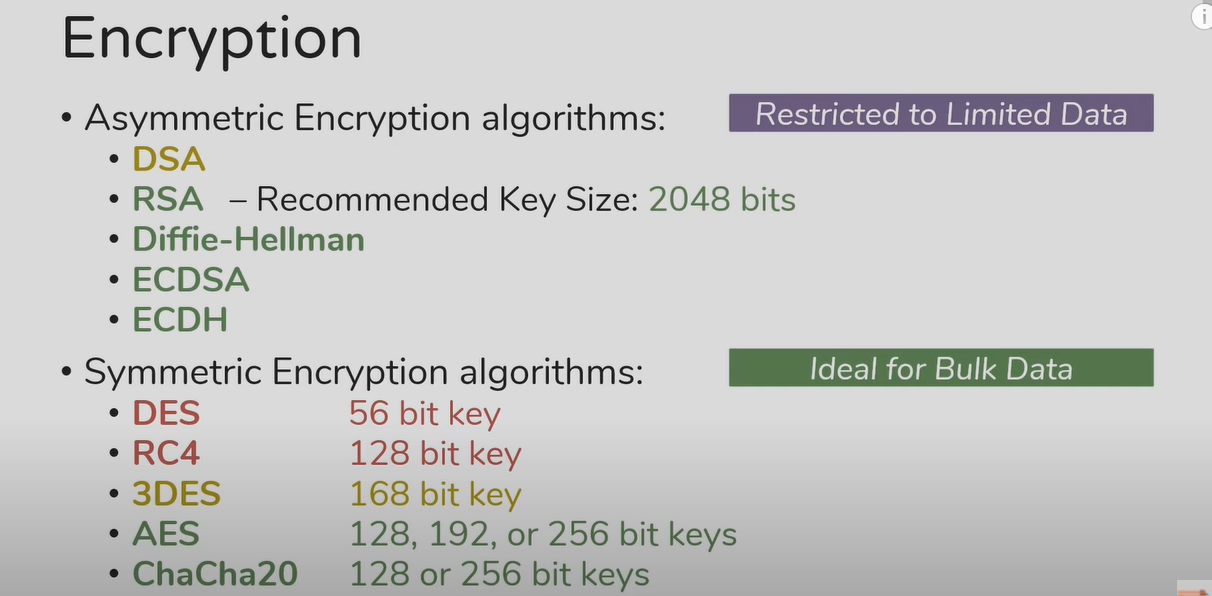 Encryption
• Asymmetric Encryption algorithms: Restricted to Limited Data
• DSA
• RSA – Recommended Key Size: 2048 bits
• Diffie-Hellman
• ECDSA
• ECDH
• Symmetric Encryption algorithms: Ideal for Bulk Data
• DES 56 bit key
• RC4 128 bit key
• 3DES 168 bit key
• AES 128, 192, or 256 bit keys
• ChaCha20 128 or 256 bit keys